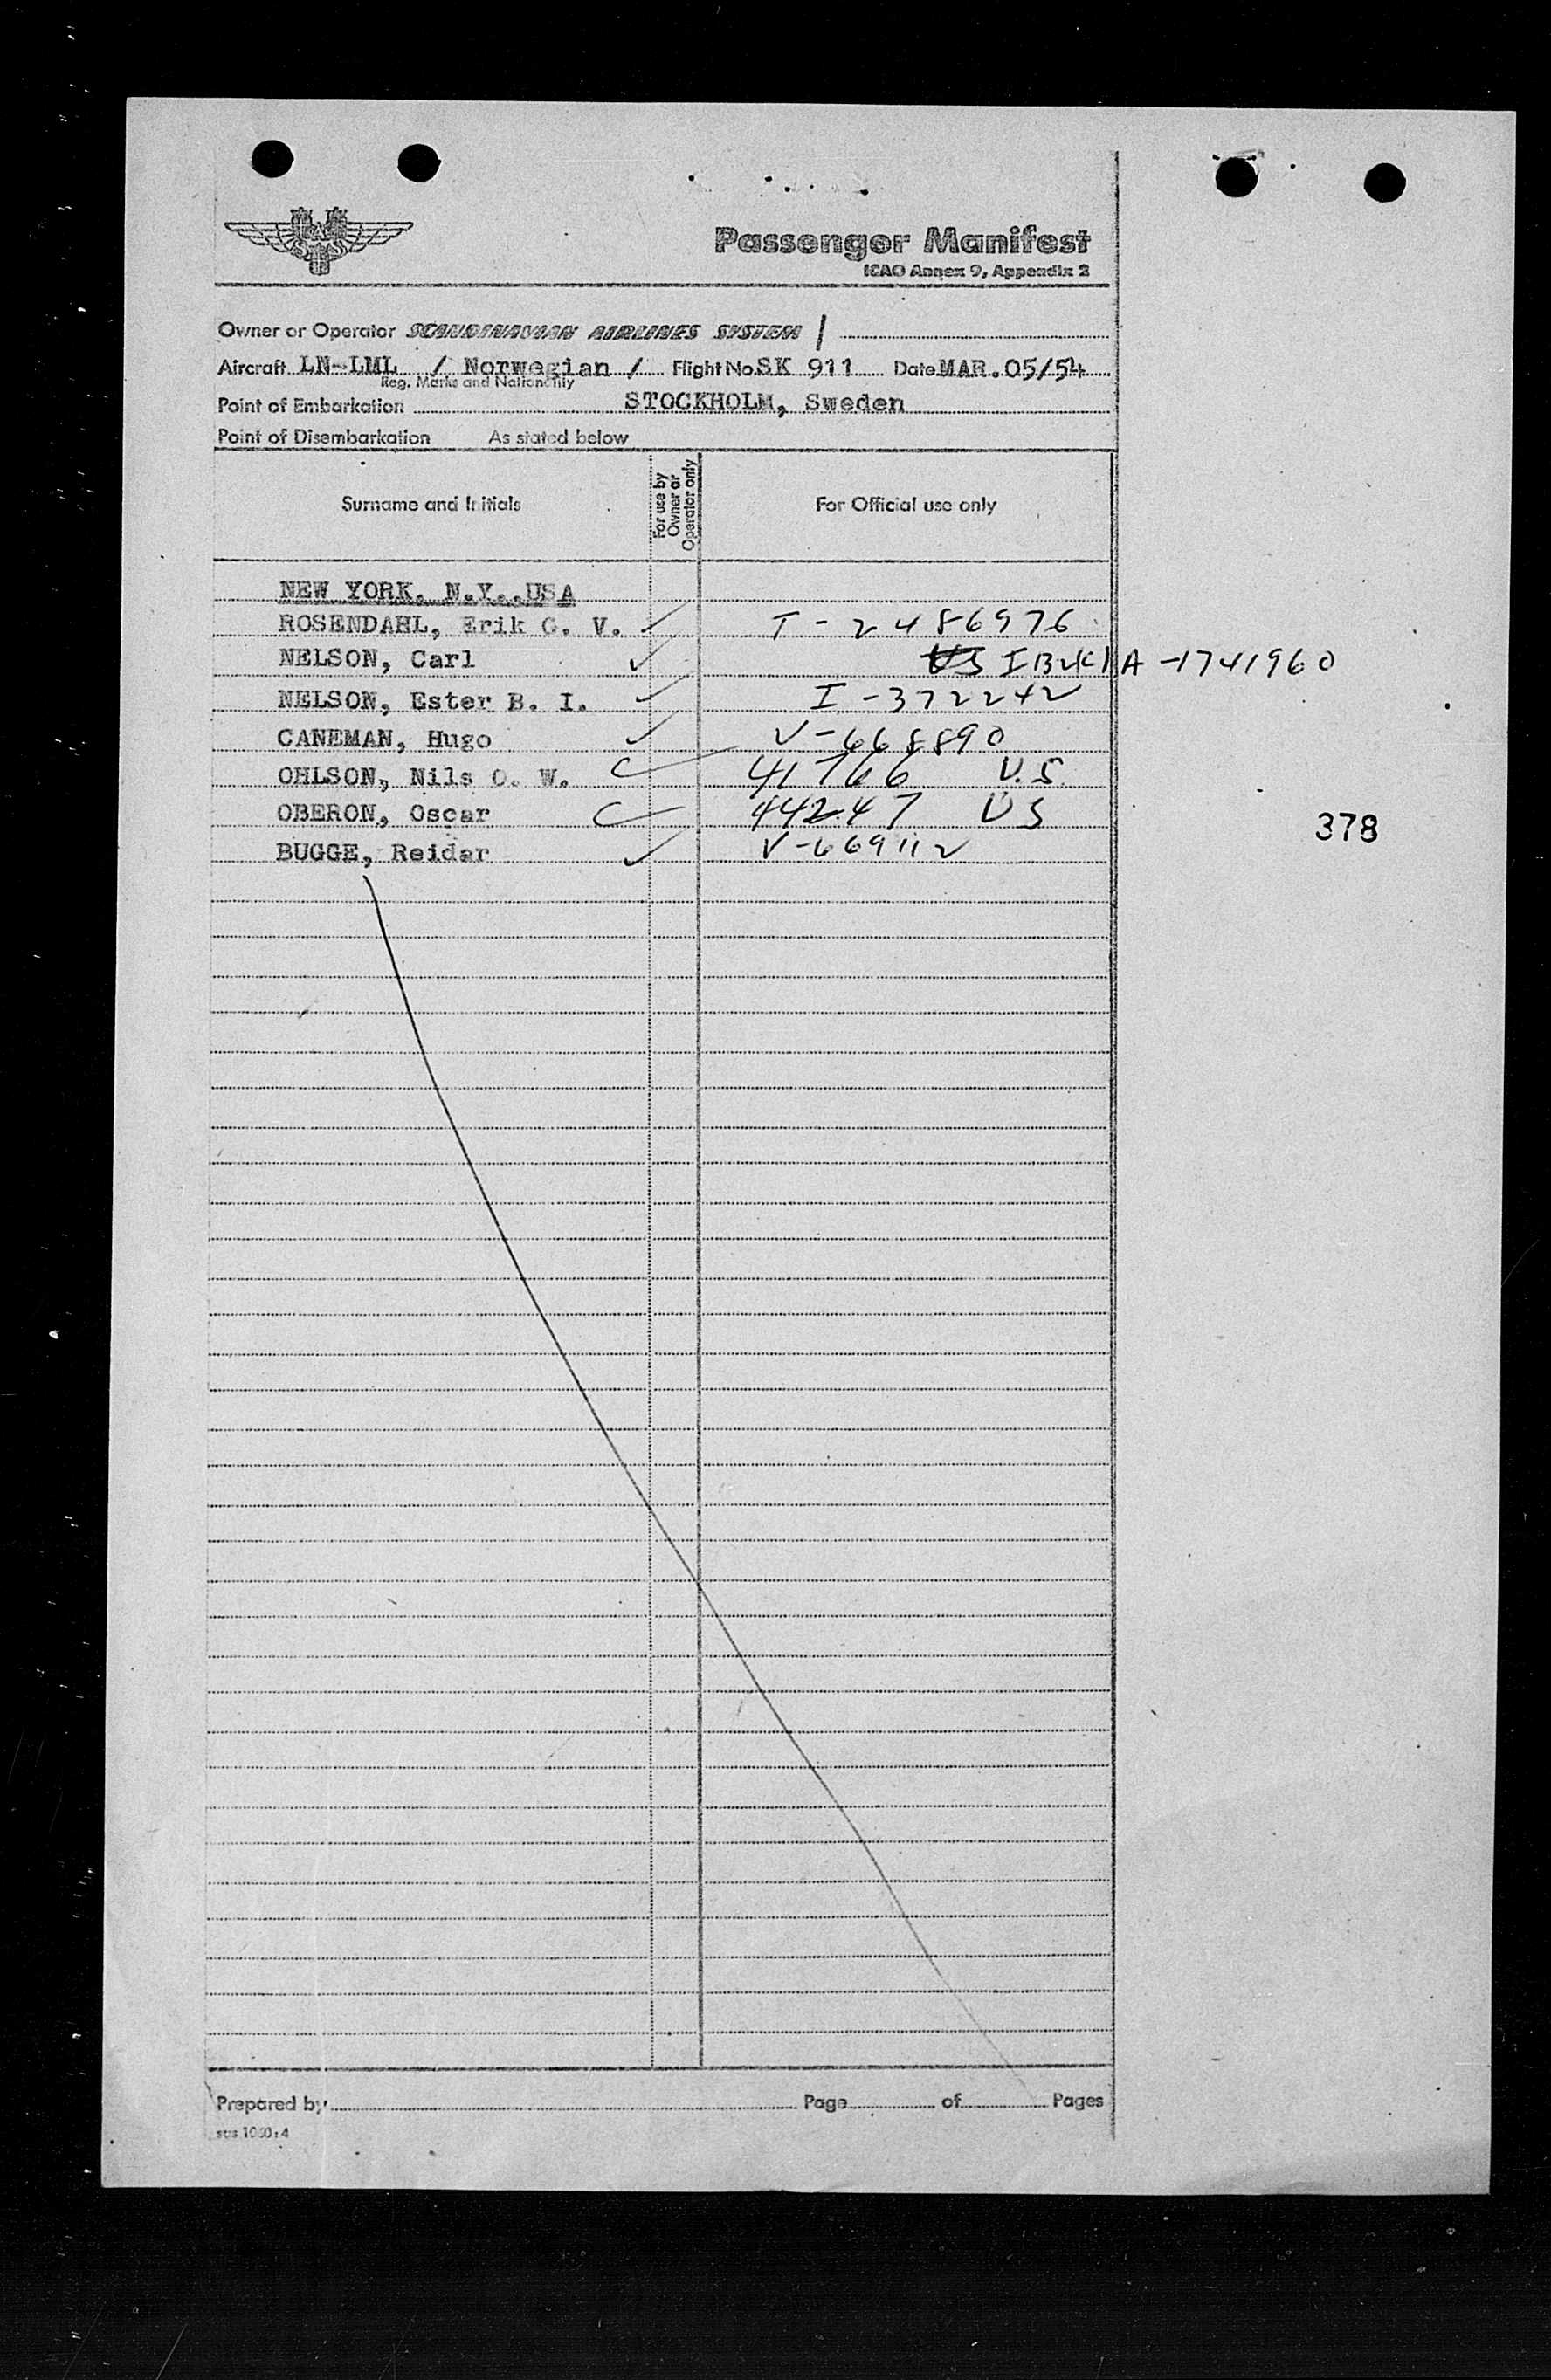 SAS
Passenger Manifest
ICAO Annex 9, Appendix 2
Owner or Operator SCANDINAVIAN AIRLINES SYSTEM /
Aircraft LN-LML / Norwegian / Flight No. SK 911 Date MAR. 05/54
Reg. Marks and Nationality
Point of Embarkation STOCKHOLM, Sweden
Point of Disembarkation As stated below
Surname and Initials For use by Owner or Operator only For Official use only
NEW YORK, N.Y., USA
ROSENDAHL, Erik G. V. I - 2486976
NELSON, Carl A-1741960
NELSON, Ester B. I. I - 372242
CANEMAN, Hugo V-668890
OHLSON, Nils O. W. 41766 U.S.
OBERON, Oscar 44247 US
378
BUGGE, Reidar V-669112
Prepared by Page of Pages
sas 1050:4